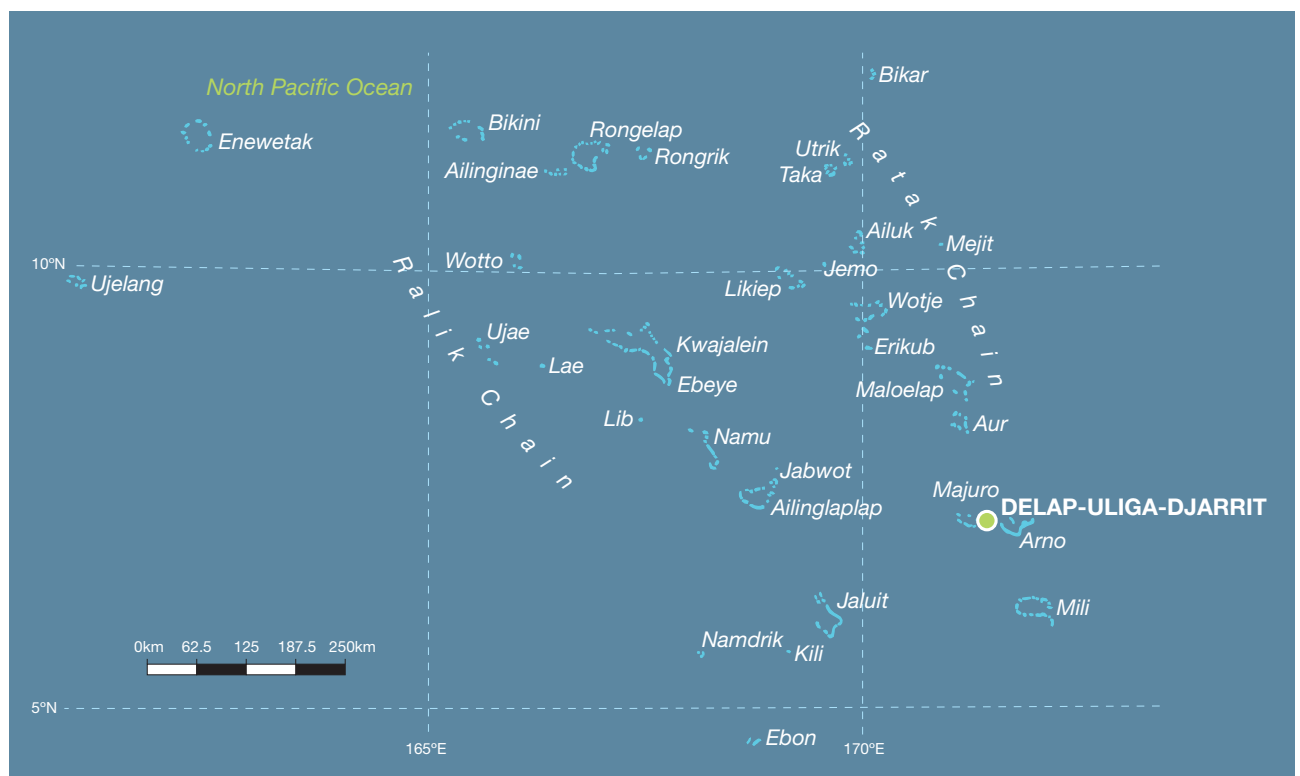 North Pacific Ocean
Bikar
Enewetak
Bikini
Rongelap
Rongrik
Ailinginae
Utrik
Taka
Ratak Chain
Ailuk
Mejit
10ºN
Wotto
Jemo
Ujelang
Likiep
Ralik Chain
Wotje
Ujae
Kwajalein
Erikub
Lae
Ebeye
Maloelap
Lib
Aur
Namu
Jabwot
Majuro
Ailinglaplap
DELAP-ULIGA-DJARRIT
Arno
Jaluit
Mili
0km 62.5 125 187.5 250km
Namdrik
Kili
5ºN
Ebon
165ºE
170ºE